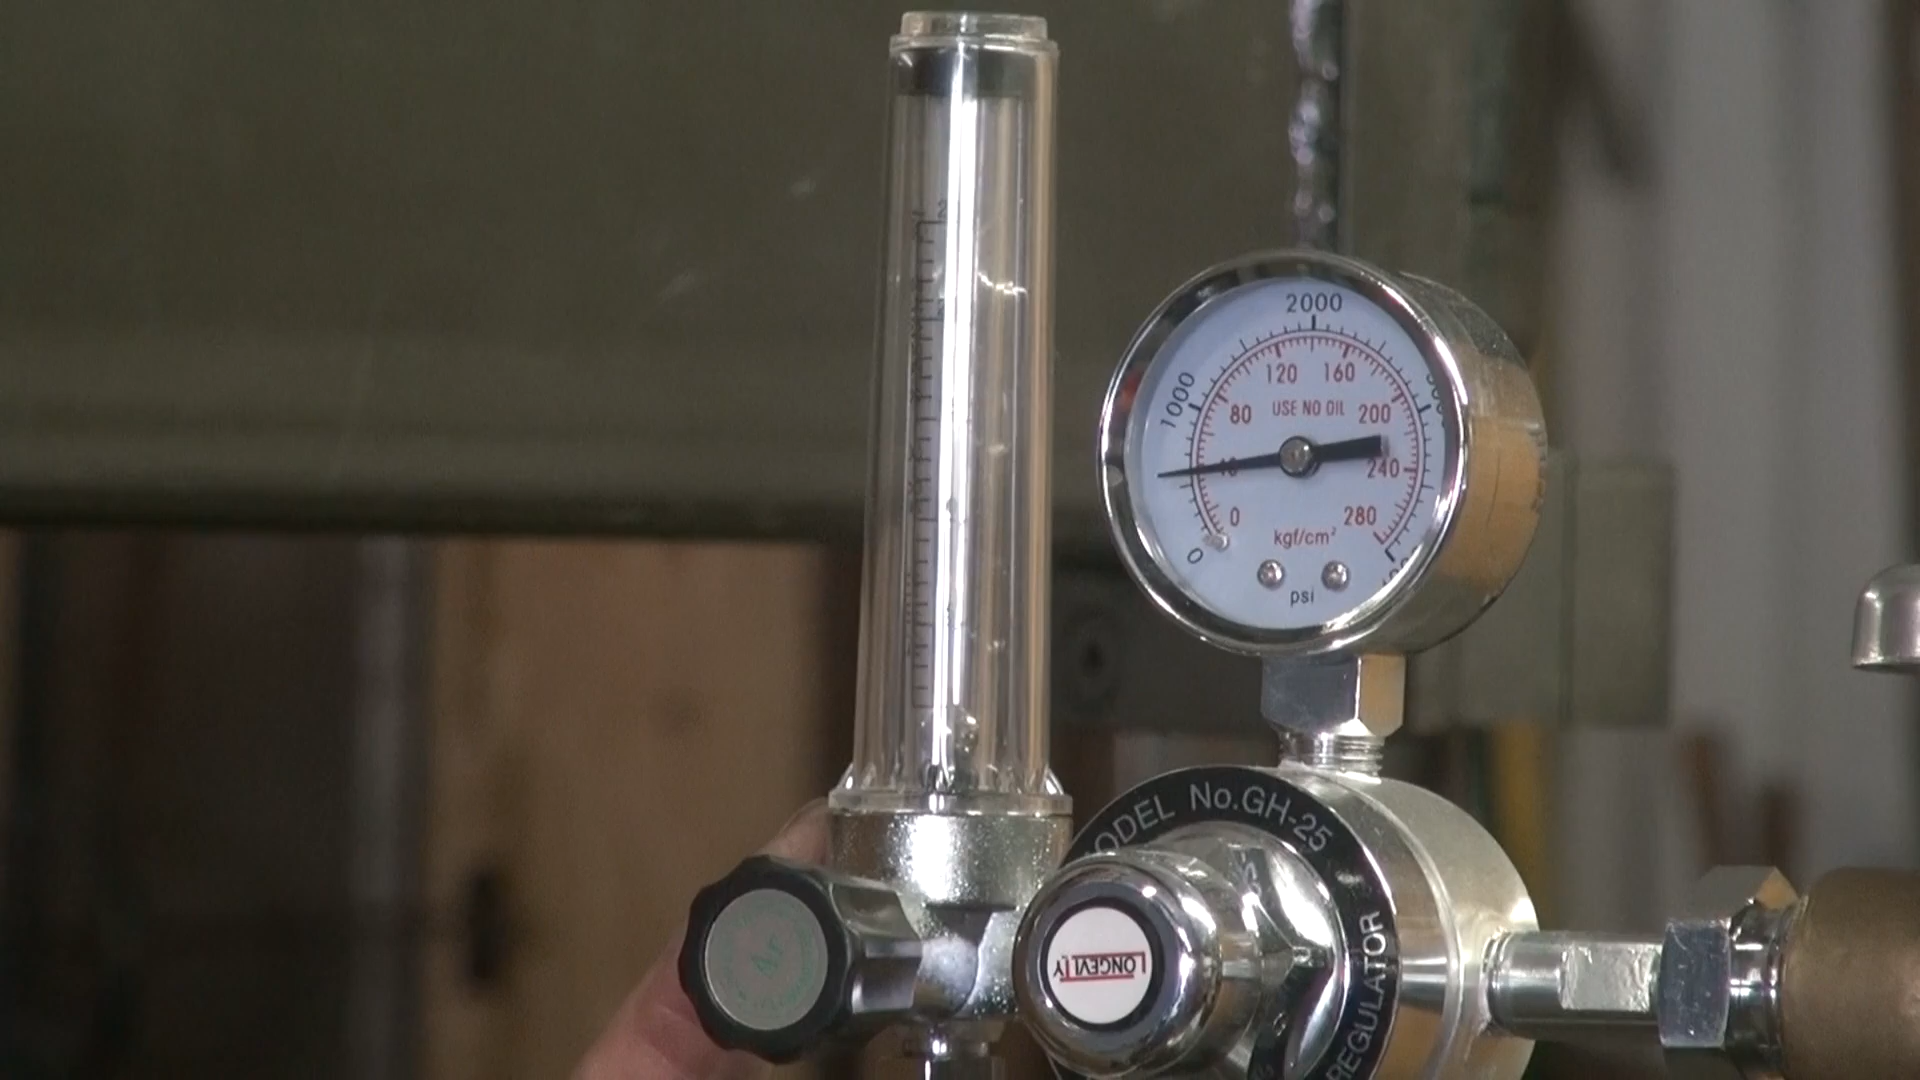 2000
1000
120 160
80 USE NO OIL 200
240
0 280
kgf/cm²
0
psi
MODEL No.GH-25
REGULATOR
LONGEVITY
Ar